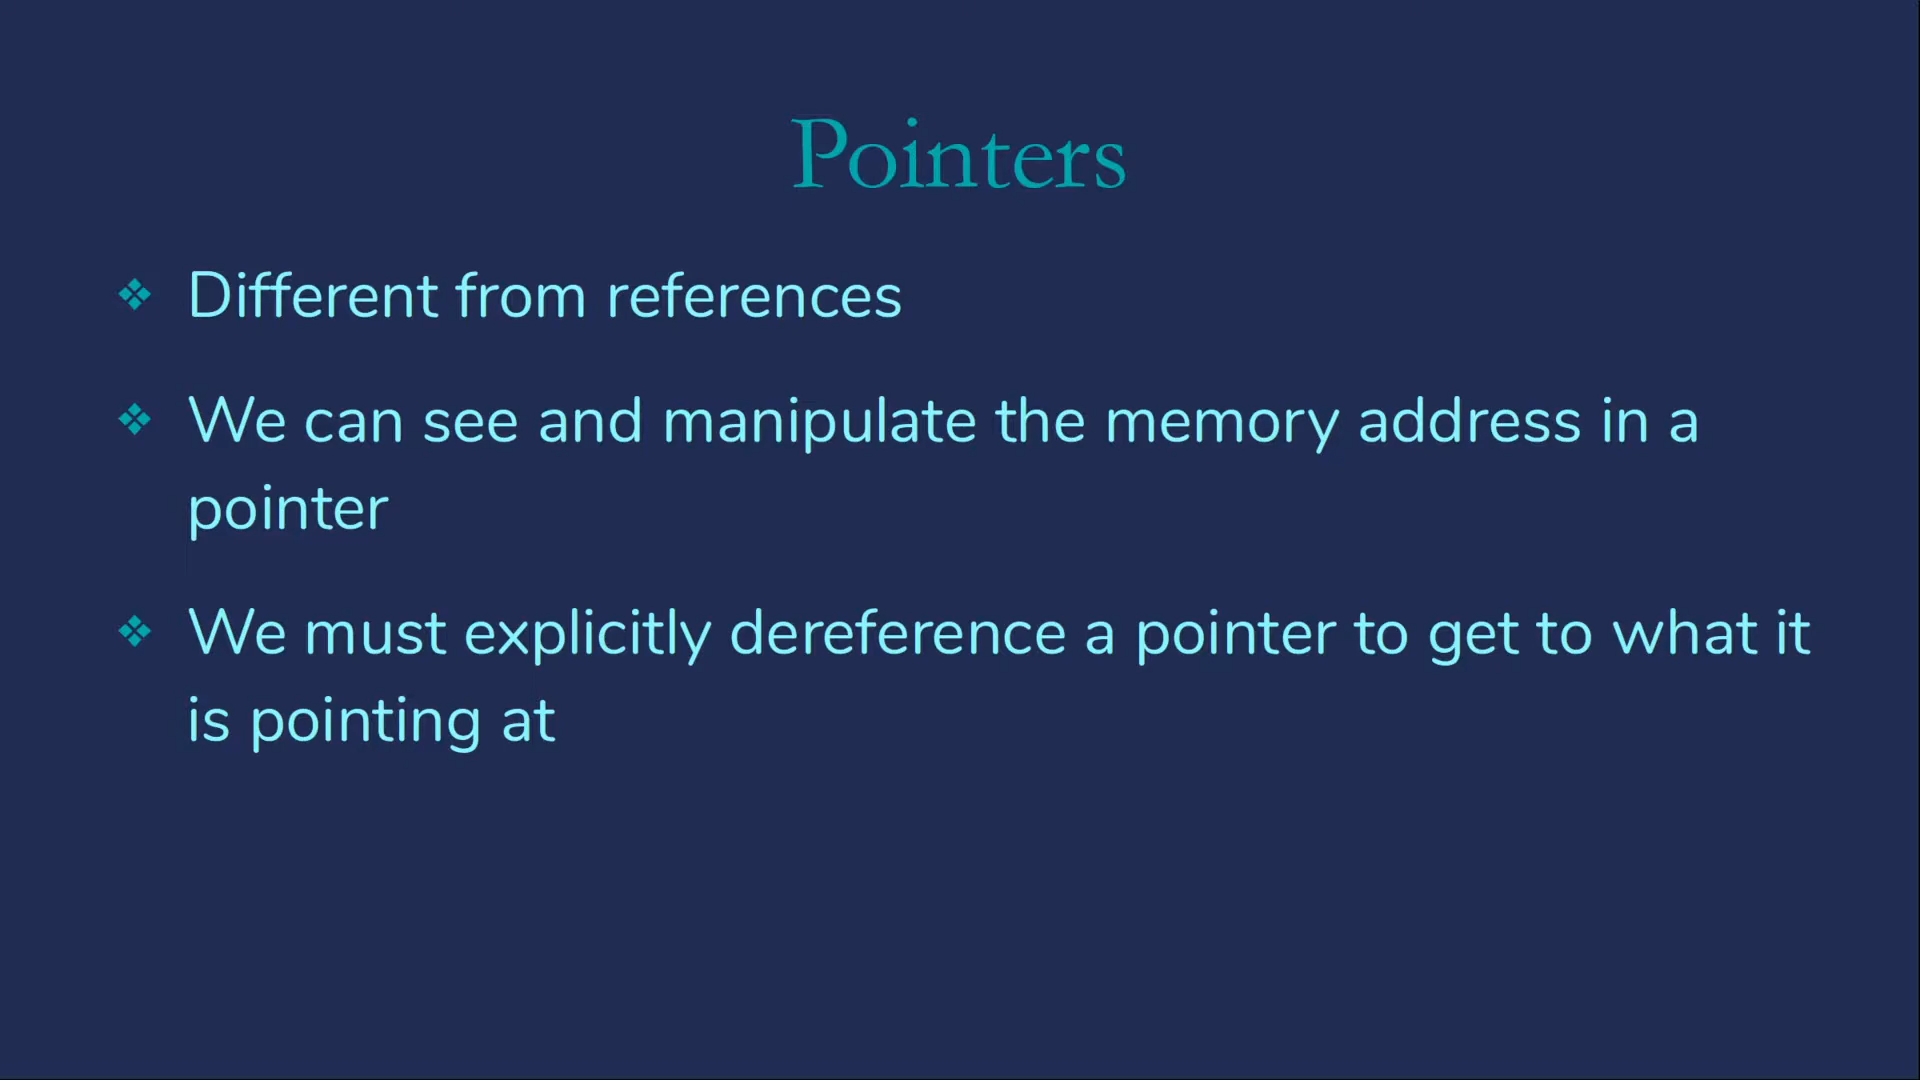 Pointers
❖ Different from references
❖ We can see and manipulate the memory address in a
pointer
❖ We must explicitly dereference a pointer to get to what it
is pointing at